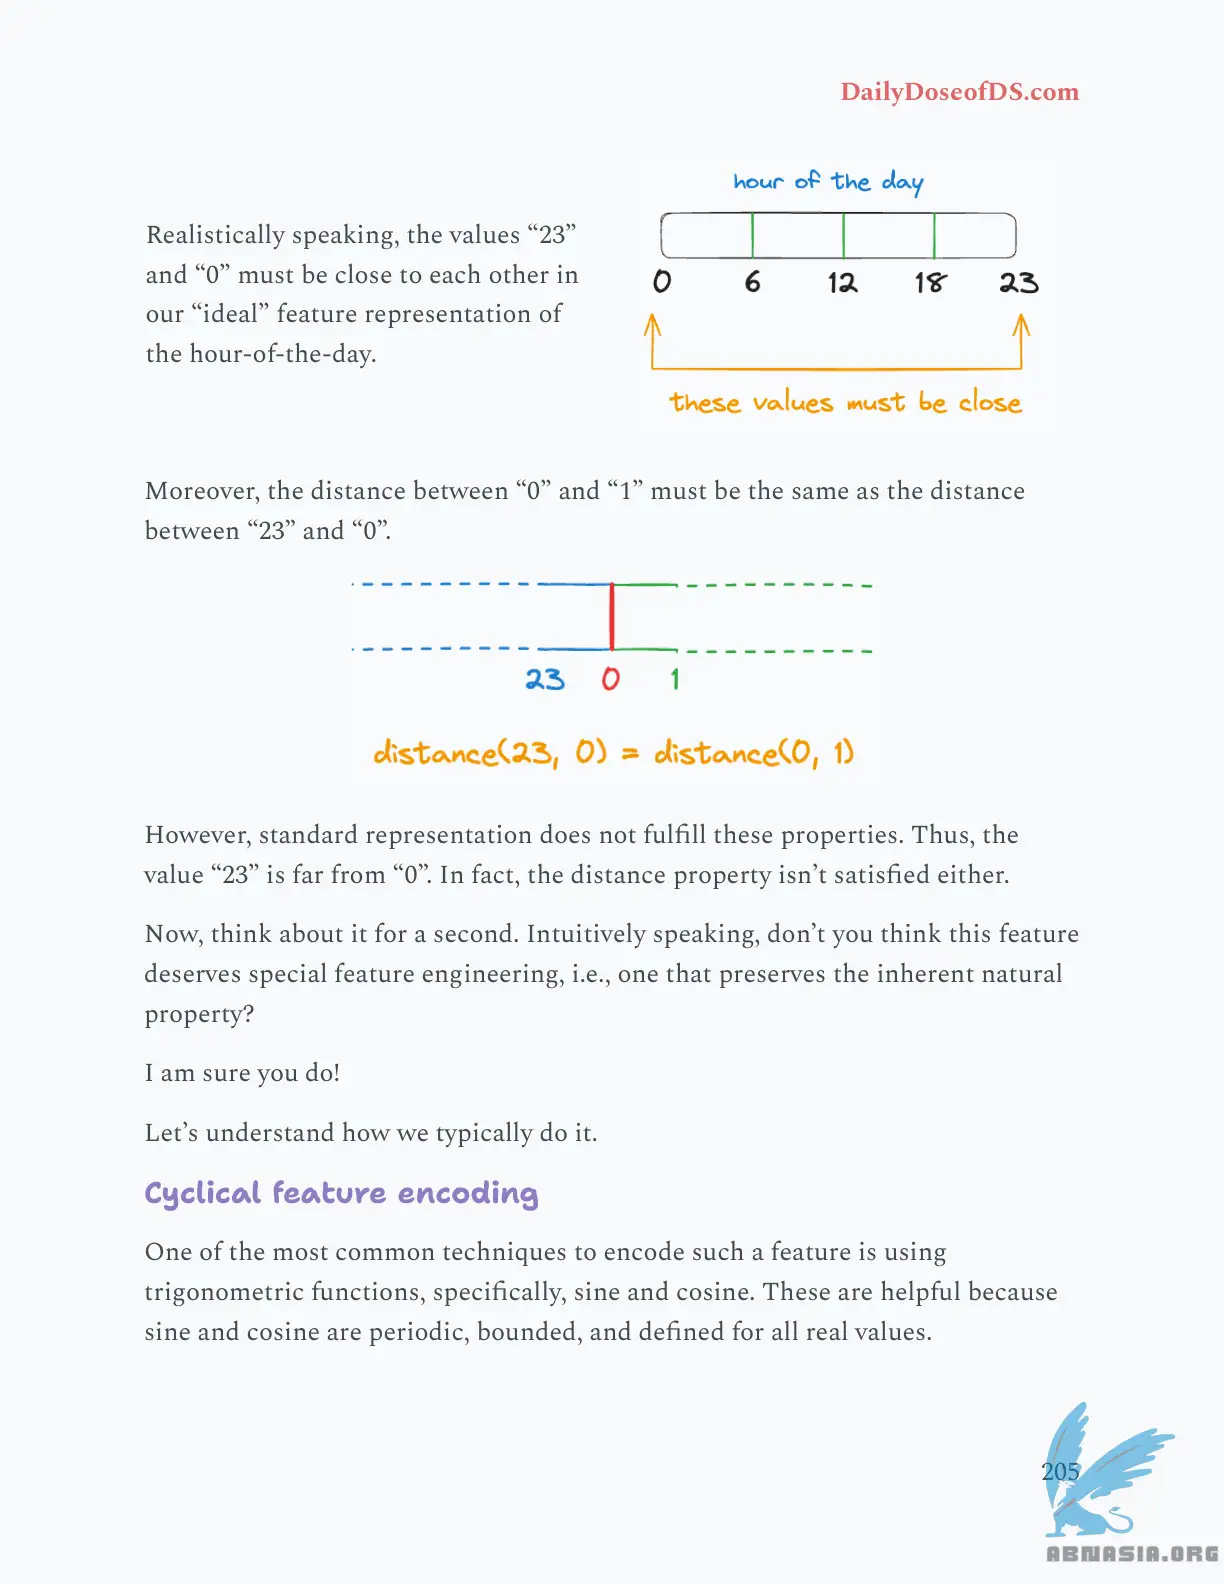 DailyDoseofDS.com
Realistically speaking, the values “23”
and “0” must be close to each other in
our “ideal” feature representation of
the hour-of-the-day.
hour of the day
0 6 12 18 23
these values must be close
Moreover, the distance between “0” and “1” must be the same as the distance
between “23” and “0”.
23 0 1
distance(23, 0) = distance(0, 1)
However, standard representation does not fulfill these properties. Thus, the
value “23” is far from “0”. In fact, the distance property isn’t satisfied either.
Now, think about it for a second. Intuitively speaking, don’t you think this feature
deserves special feature engineering, i.e., one that preserves the inherent natural
property?
I am sure you do!
Let’s understand how we typically do it.
Cyclical feature encoding
One of the most common techniques to encode such a feature is using
trigonometric functions, specifically, sine and cosine. These are helpful because
sine and cosine are periodic, bounded, and defined for all real values.
205
ABNASIA.ORG